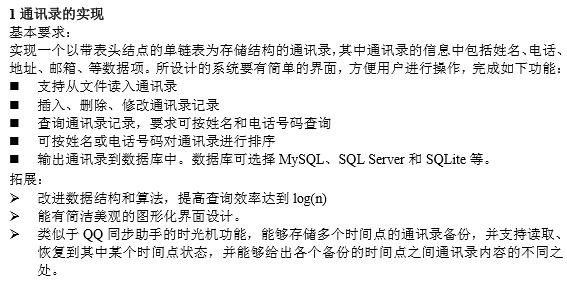 1 通讯录的实现
基本要求：
实现一个以带表头结点的单链表为存储结构的通讯录，其中通讯录的信息中包括姓名、电话、
地址、邮箱、等数据项。所设计的系统要有简单的界面，方便用户进行操作，完成如下功能：
■ 支持从文件读入通讯录
■ 插入、删除、修改通讯录记录
■ 查询通讯录记录，要求可按姓名和电话号码查询
■ 可按姓名或电话号码对通讯录进行排序
■ 输出通讯录到数据库中。数据库可选择 MySQL、SQL Server 和 SQLite 等。
拓展：
➢ 改进数据结构和算法，提高查询效率达到 log(n)
➢ 能有简洁美观的图形化界面设计。
➢ 类似于 QQ 同步助手的时光机功能，能够存储多个时间点的通讯录备份，并支持读取、
恢复到其中某个时间点状态，并能够给出各个备份的时间点之间通讯录内容的不同之
处。